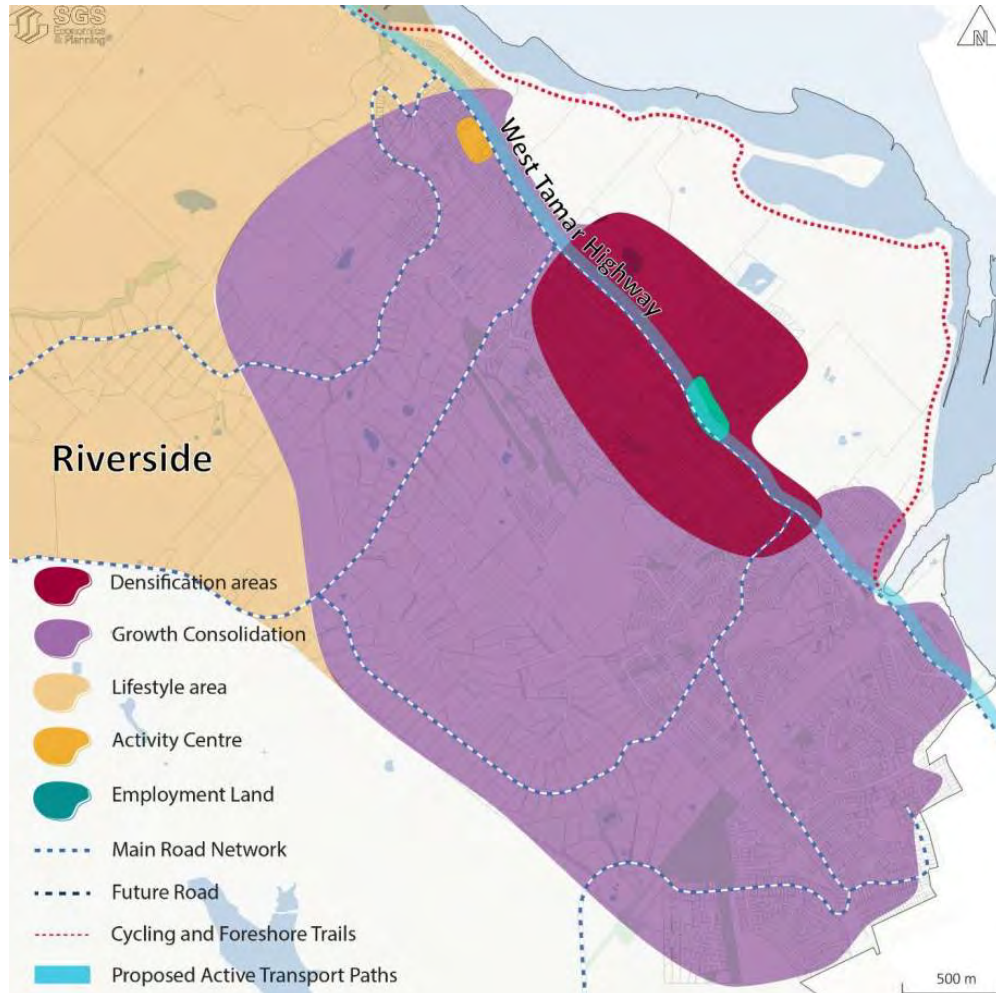 SGS
Economics
& Planning
N
West Tamar Highway
Riverside
Densification areas
Growth Consolidation
Lifestyle area
Activity Centre
Employment Land
Main Road Network
Future Road
Cycling and Foreshore Trails
Proposed Active Transport Paths
500 m